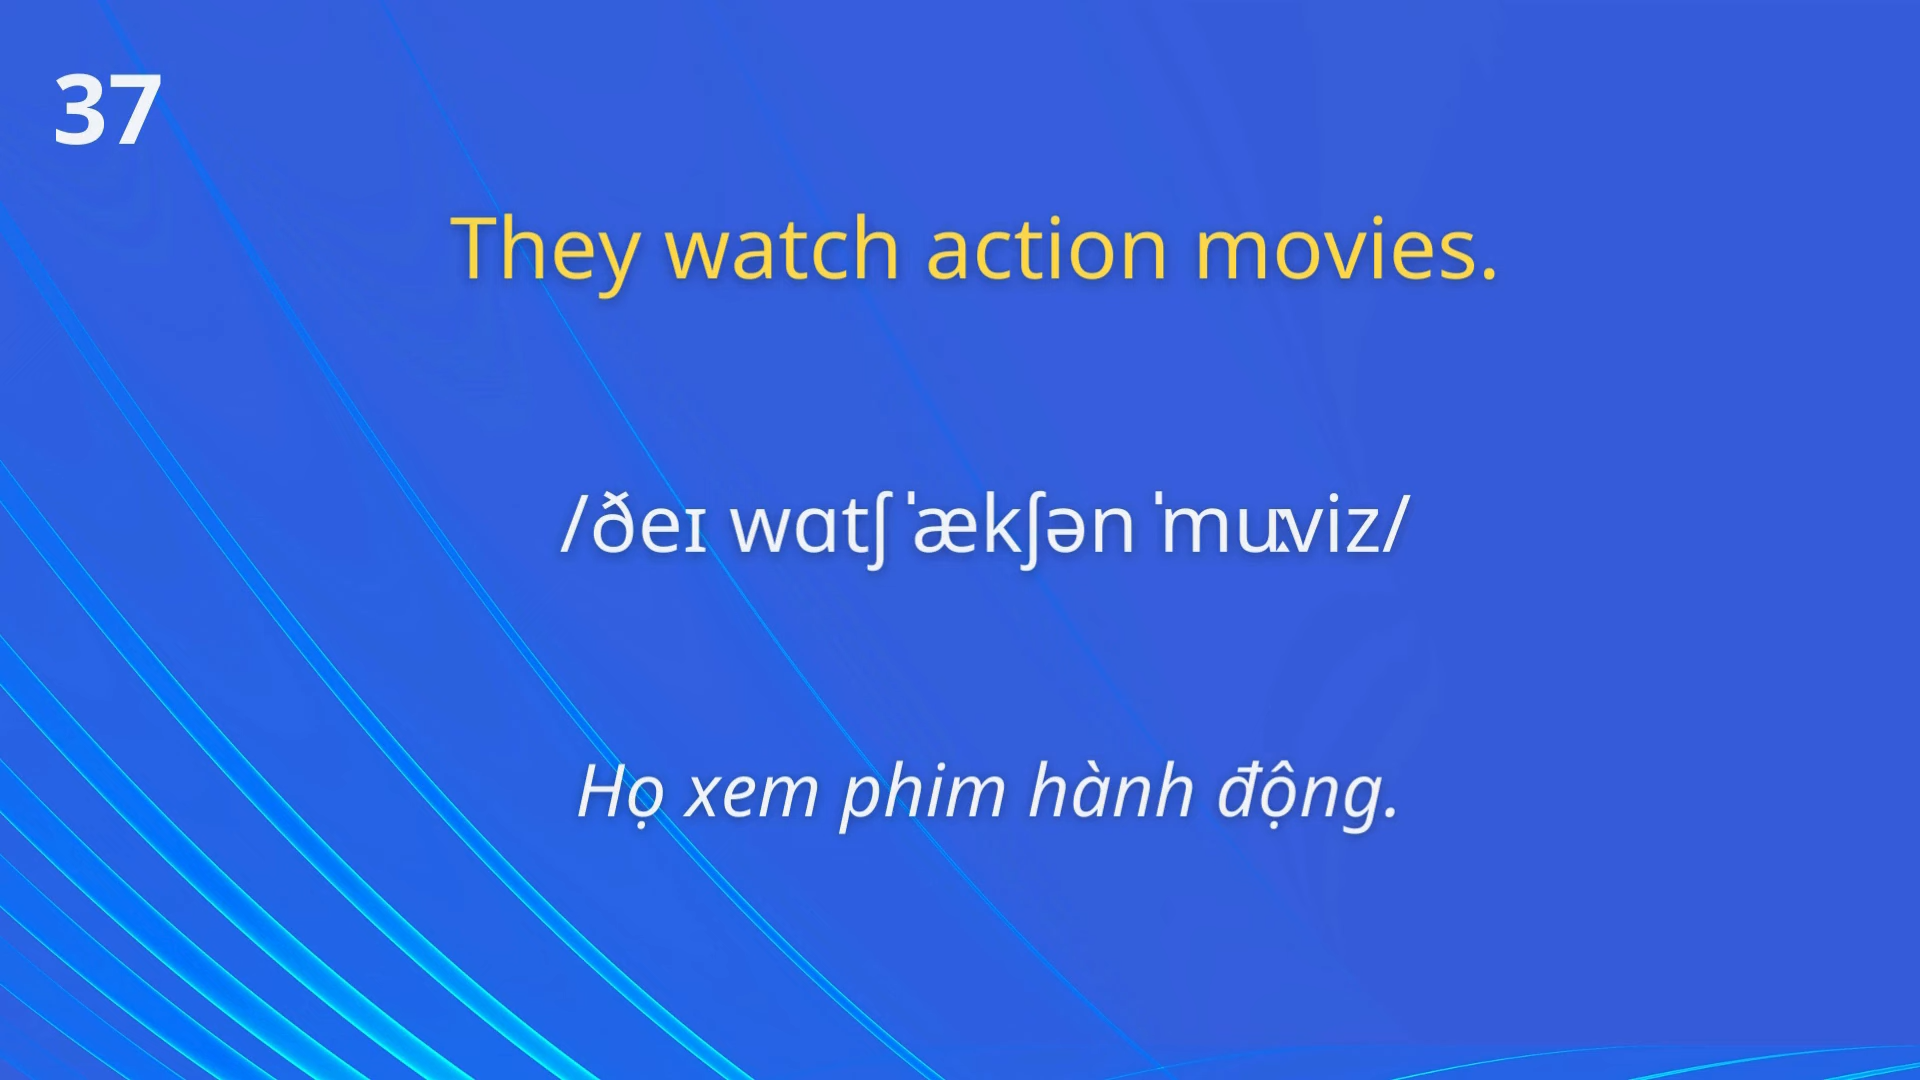 37
They watch action movies.
/ðeɪ wɑtʃ ˈækʃən ˈmuːviz/
Họ xem phim hành động.